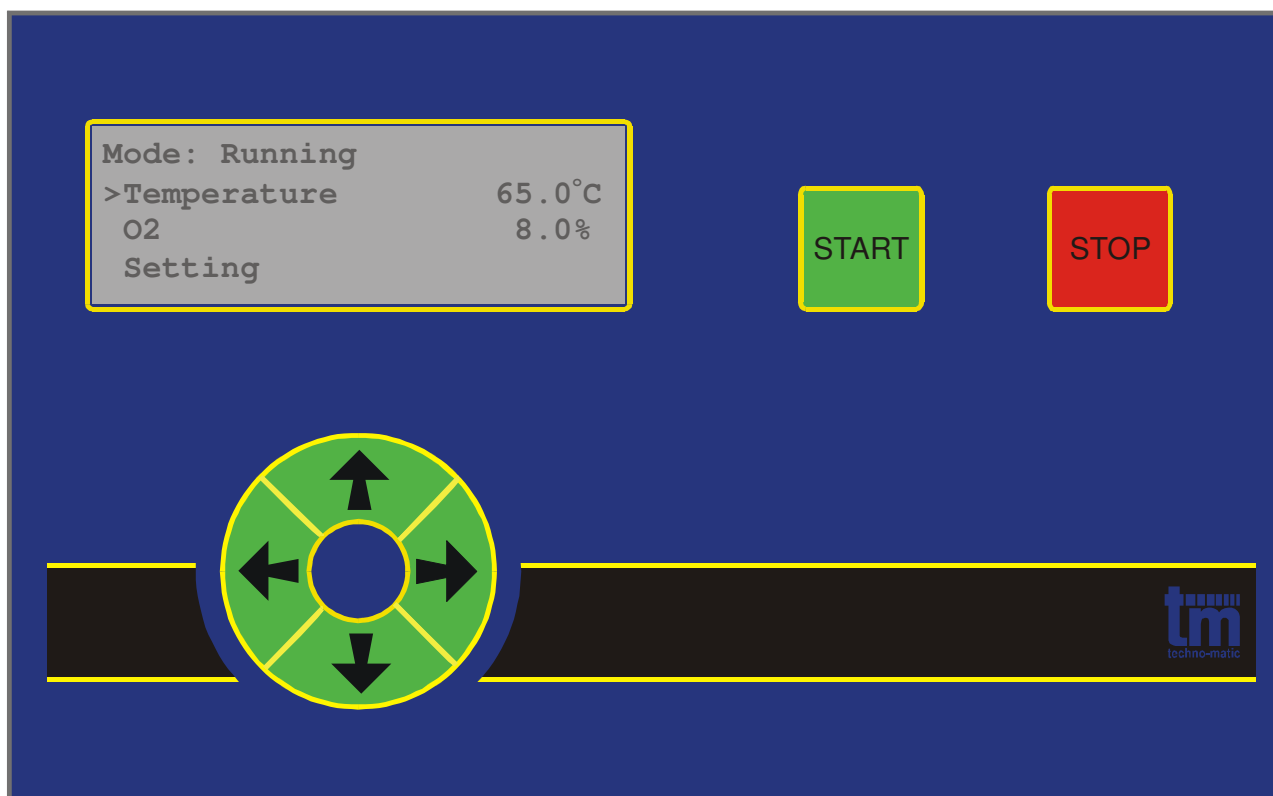 Mode: Running
>Temperature 65.0°C
O2 8.0%
Setting
START
STOP
tm
techno-matic